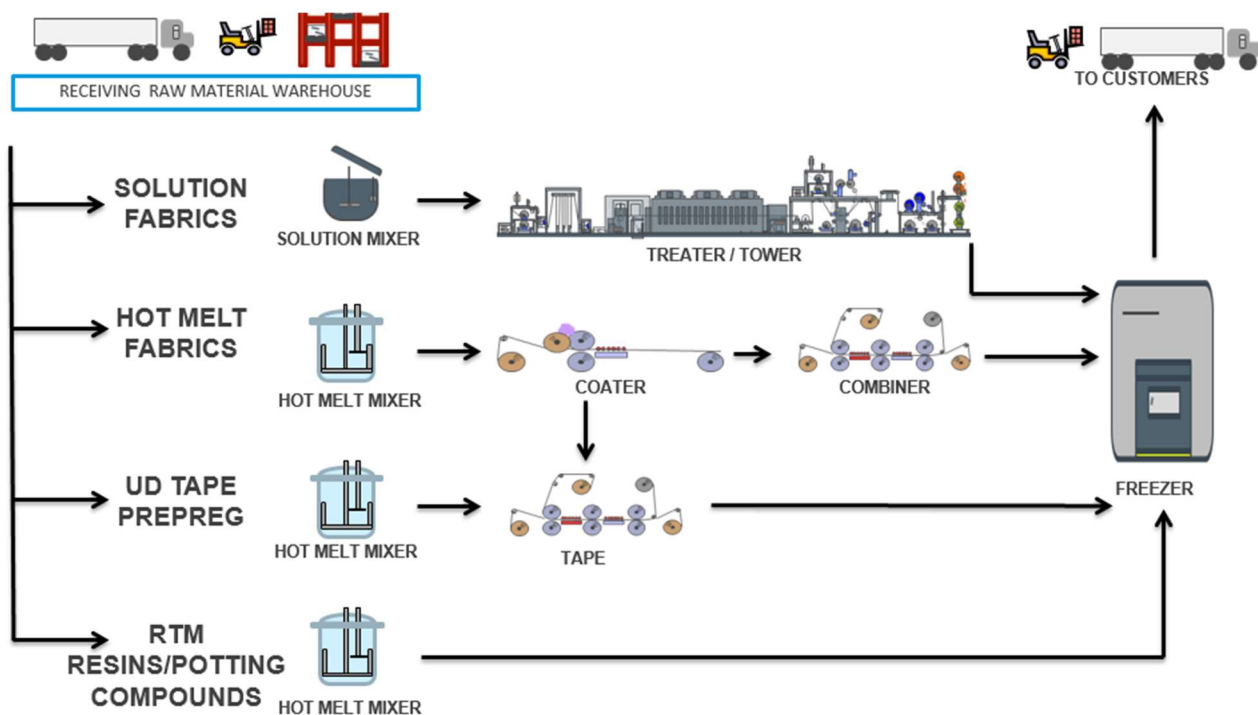 RECEIVING RAW MATERIAL WAREHOUSE
TO CUSTOMERS
SOLUTION
FABRICS
SOLUTION MIXER
TREATER / TOWER
HOT MELT
FABRICS
HOT MELT MIXER
COATER
COMBINER
UD TAPE
PREPREG
HOT MELT MIXER
TAPE
FREEZER
RTM
RESINS/POTTING
COMPOUNDS
HOT MELT MIXER